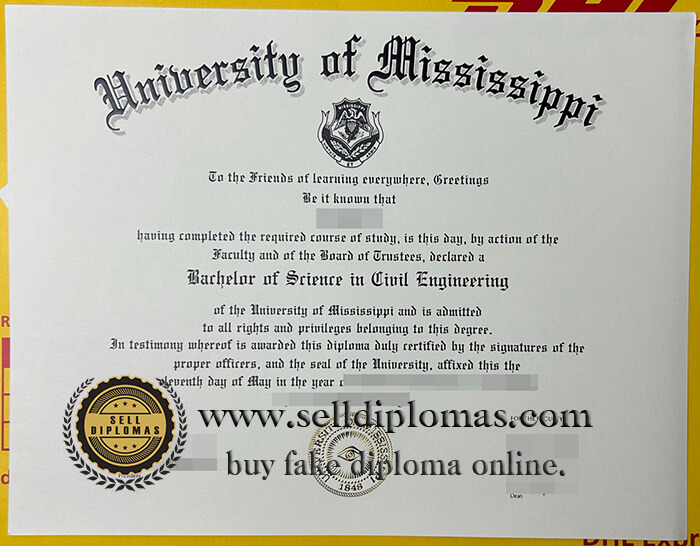 University of Mississippi
MISSISSIPPI
To the Friends of learning everywhere, Greetings
Be it known that
having completed the required course of study, is this day, by action of the
Faculty and of the Board of Trustees, declared a
Bachelor of Science in Civil Engineering
of the University of Mississippi and is admitted
to all rights and privileges belonging to this degree.
In testimony whereof is awarded this diploma duly certified by the signatures of the
proper officers, and the seal of the University, affixed this the
eleventh day of May in the year
SELL
DIPLOMAS
www.selldiplomas.com
buy fake diploma online.
1848
President
Dean